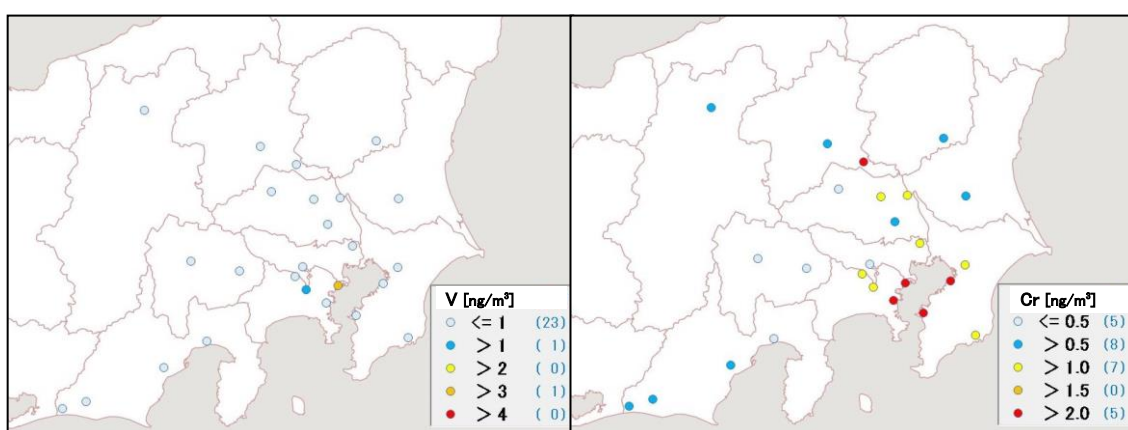 V [ng/m³]
<= 1 (23)
> 1 ( 1)
> 2 ( 0)
> 3 ( 1)
> 4 ( 0)
Cr [ng/m³]
<= 0.5 (5)
> 0.5 (8)
> 1.0 (7)
> 1.5 (0)
> 2.0 (5)